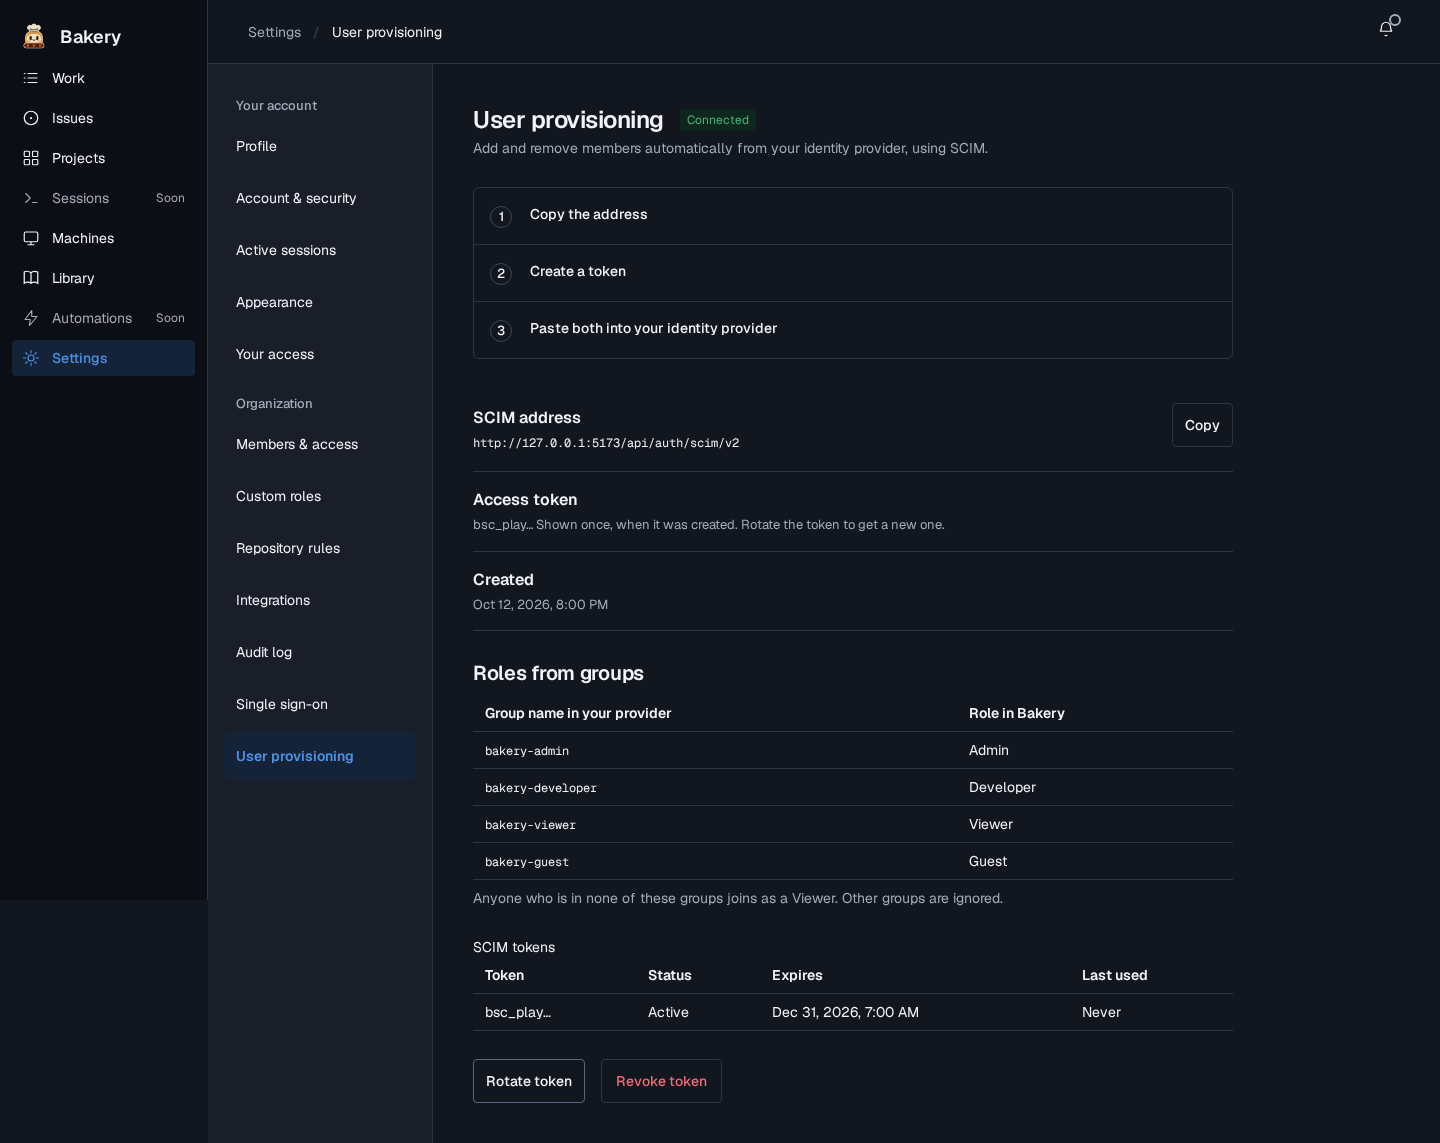 Bakery
Work
Issues
Projects
Sessions Soon
Machines
Library
Automations Soon
Settings
Settings / User provisioning
Your account
Profile
Account & security
Active sessions
Appearance
Your access
Organization
Members & access
Custom roles
Repository rules
Integrations
Audit log
Single sign-on
User provisioning
User provisioning Connected
Add and remove members automatically from your identity provider, using SCIM.
1 Copy the address
2 Create a token
3 Paste both into your identity provider
SCIM address
http://127.0.0.1:5173/api/auth/scim/v2
Copy
Access token
bsc_play… Shown once, when it was created. Rotate the token to get a new one.
Created
Oct 12, 2026, 8:00 PM
Roles from groups
Group name in your provider Role in Bakery
bakery-admin Admin
bakery-developer Developer
bakery-viewer Viewer
bakery-guest Guest
Anyone who is in none of these groups joins as a Viewer. Other groups are ignored.
SCIM tokens
Token Status Expires Last used
bsc_play… Active Dec 31, 2026, 7:00 AM Never
Rotate token Revoke token